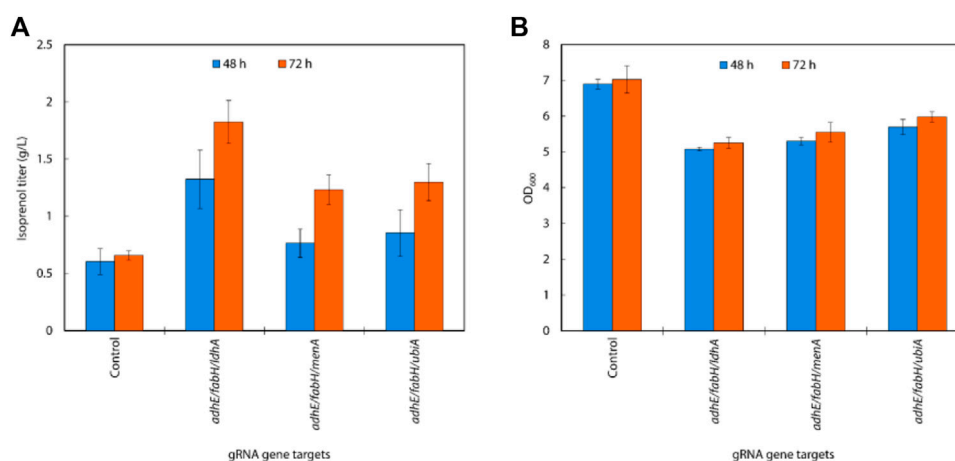 A
2.5
2
1.5
1
0.5
0
Isoprenol titer (g/L)
48 h
72 h
Control
adhE/fabH/ldhA
adhE/fabH/menA
adhE/fabH/ubiA
gRNA gene targets
B
8
7
6
5
4
3
2
1
0
OD600
48 h
72 h
Control
adhE/fabH/ldhA
adhE/fabH/menA
adhE/fabH/ubiA
gRNA gene targets